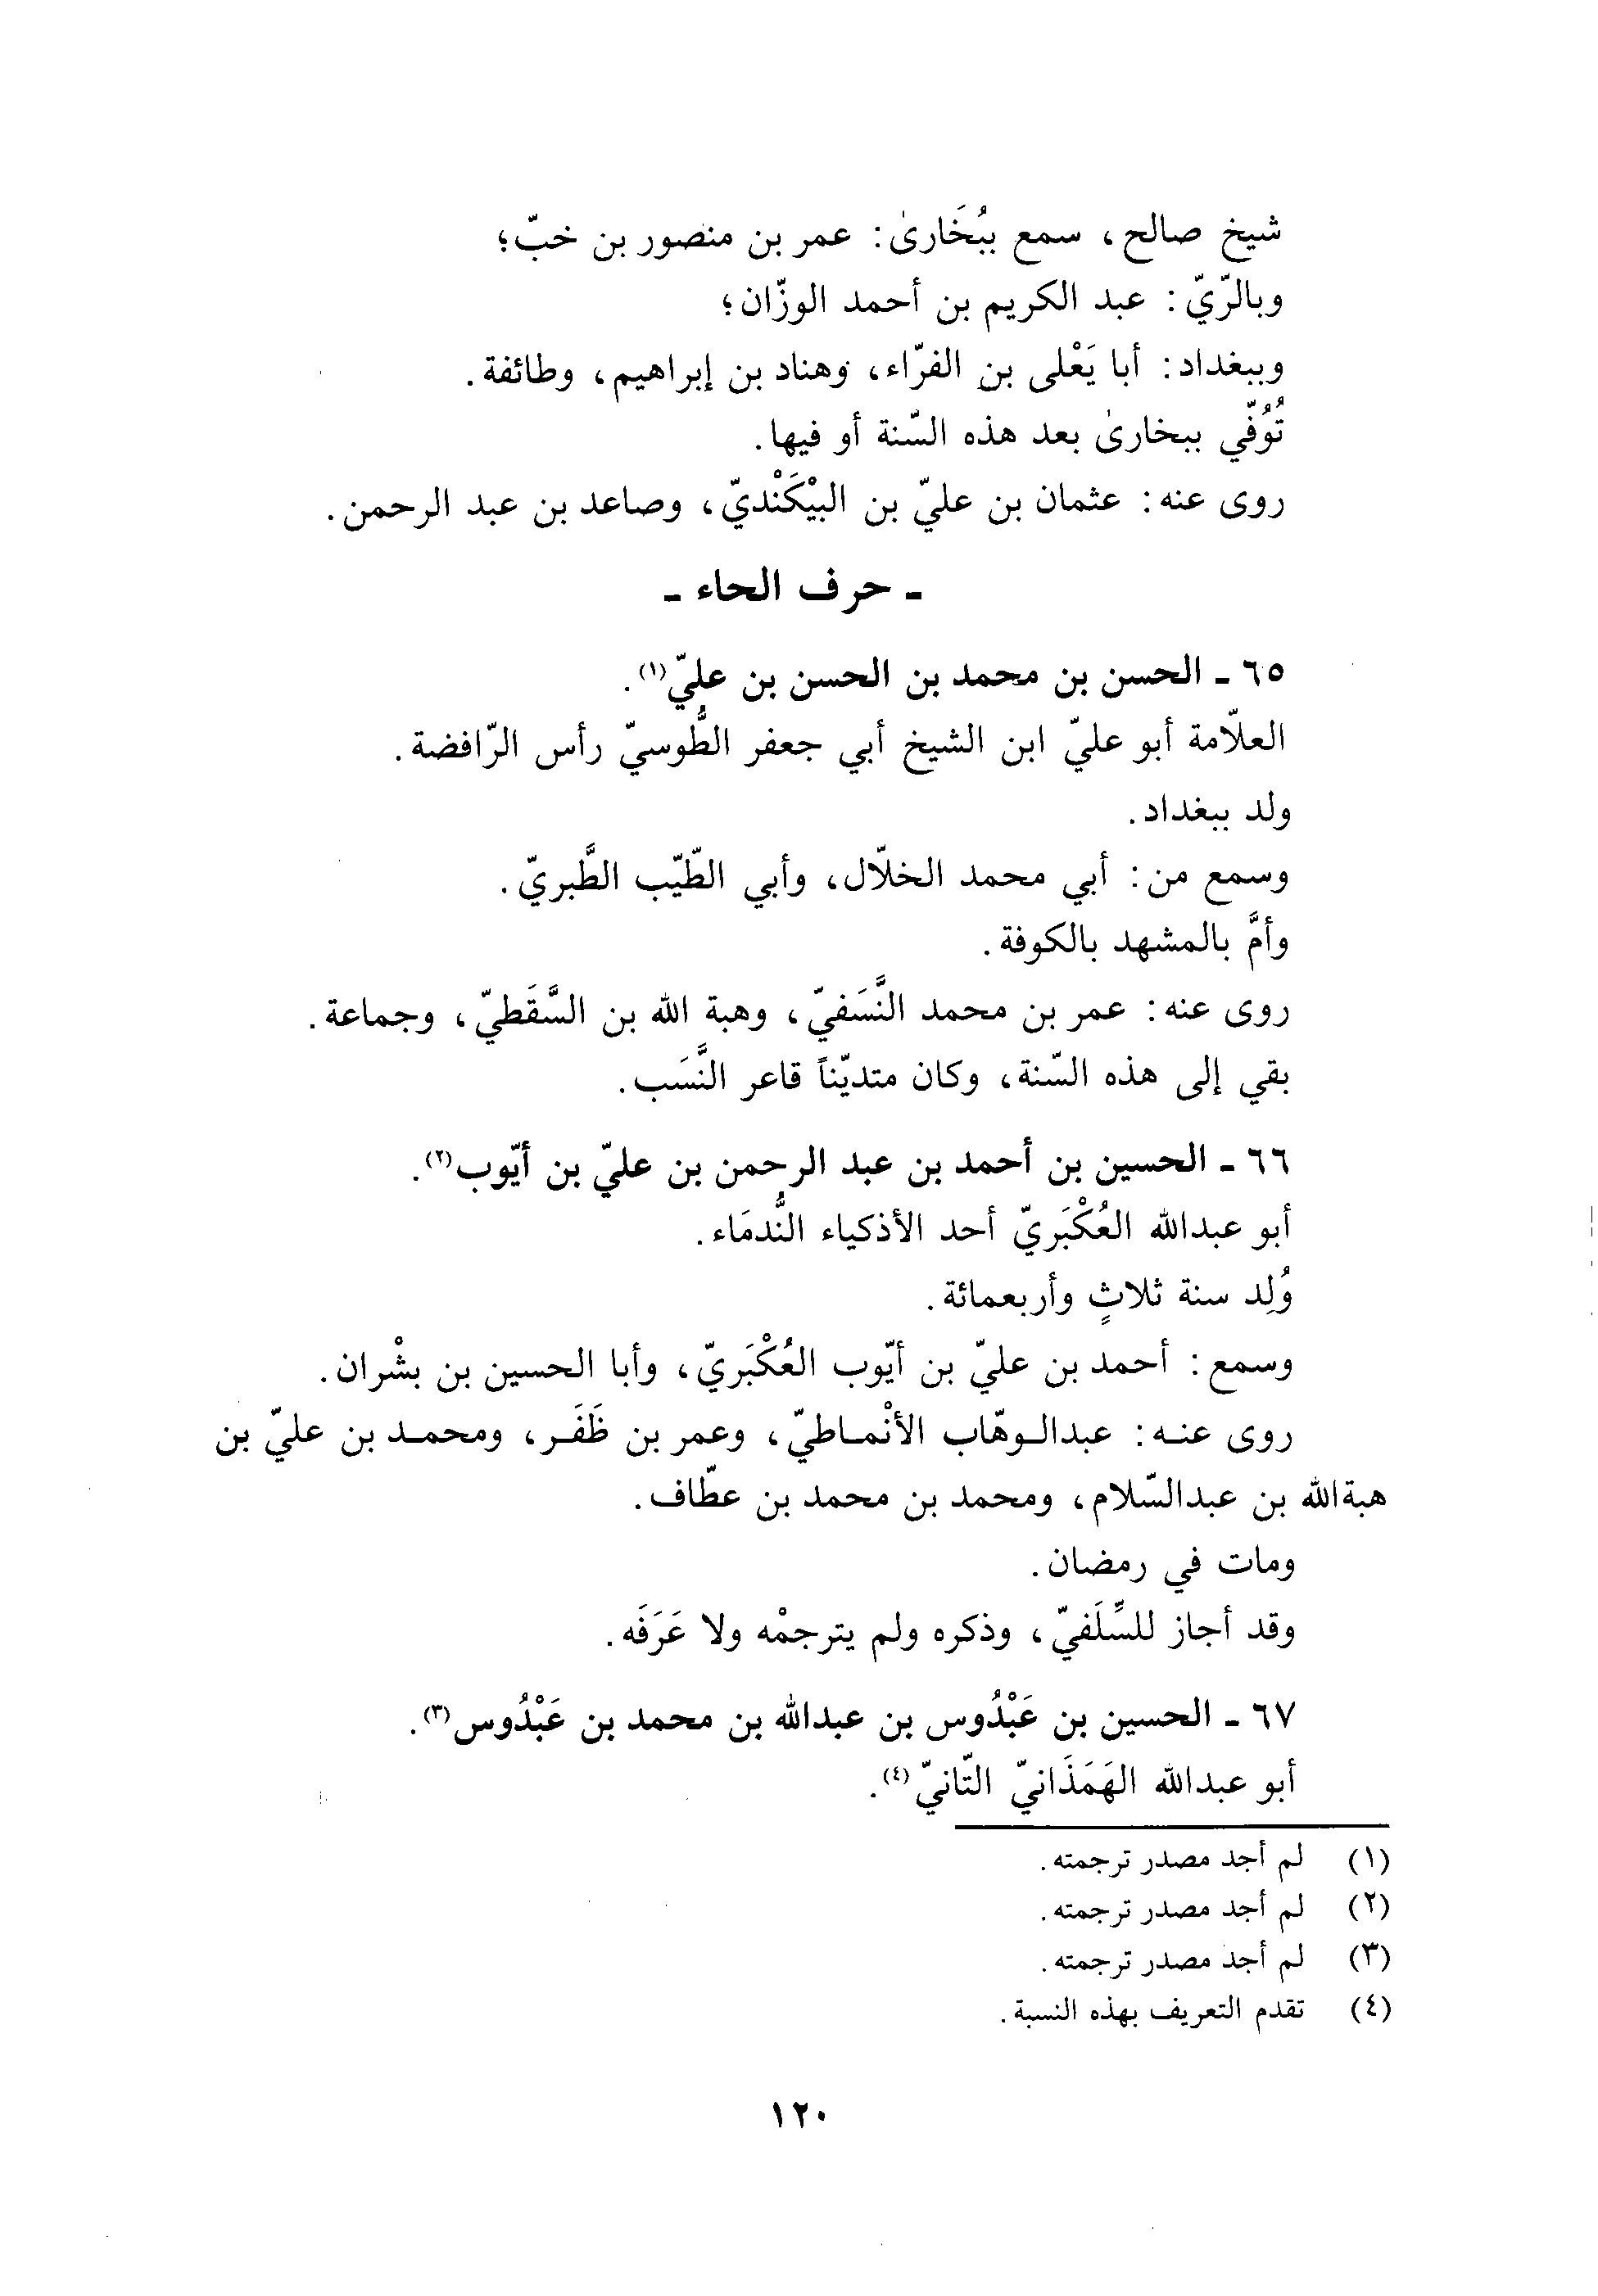 شيخ صالح، سمع ببُخَارىٰ: عمر بن منصور بن خبّ؛
وبالرّيّ: عبد الكريم بن أحمد الوزّان؛
وببغداد: أبا يَعْلى بن الفرّاء، وهناد بن إبراهيم، وطائفة.
تُوُفّي ببخارىٰ بعد هذه السّنة أو فيها.
روى عنه: عثمان بن عليّ بن البيْكَنْديّ، وصاعد بن عبد الرحمن.
ـ حرف الحاء ـ
٦٥ ـ الحسن بن محمد بن الحسن بن عليّ(١).
العلّامة أبو عليّ ابن الشيخ أبي جعفر الطُّوسيّ رأس الرّافضة.
ولد ببغداد.
وسمع من: أبي محمد الخلّال، وأبي الطّيّب الطَّبريّ.
وأمَّ بالمشهد بالكوفة.
روى عنه: عمر بن محمد النَّسَفيّ، وهبة الله بن السَّقَطيّ، وجماعة.
بقي إلى هذه السّنة، وكان متديّناً قاعر النَّسَب.
٦٦ ـ الحسين بن أحمد بن عبد الرحمن بن عليّ بن أيّوب(٢).
أبو عبدالله العُكْبَريّ أحد الأذكياء النُّدمَاء.
وُلِد سنة ثلاثٍ وأربعمائة.
وسمع: أحمد بن عليّ بن أيّوب العُكْبَريّ، وأبا الحسين بن بشْران.
روى عنـه: عبدالـوهّاب الأنْمـاطيّ، وعمر بن ظَفَـر، ومحمـد بن عليّ بن
هبةالله بن عبدالسّلام، ومحمد بن محمد بن عطّاف.
ومات في رمضان.
وقد أجاز للسِّلَفيّ، وذكره ولم يترجمْه ولا عَرَفَه.
٦٧ ـ الحسين بن عَبْدُوس بن عبدالله بن محمد بن عَبْدُوس(٣).
أبو عبدالله الهَمَذَانيّ التّانيّ(٤).
(١) لم أجد مصدر ترجمته.
(٢) لم أجد مصدر ترجمته.
(٣) لم أجد مصدر ترجمته.
(٤) تقدم التعريف بهذه النسبة.
١٢٠